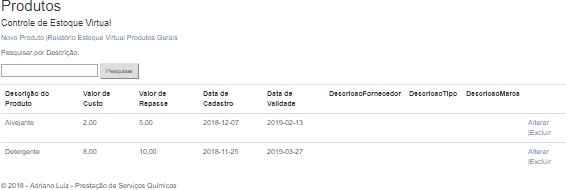 Produtos
Controle de Estoque Virtual
Novo Produto |Relatório Estoque Virtual Produtos Gerais
Pesquisar por Descrição:
Pesquisar
Descrição do Produto Valor de Custo Valor de Repasse Data de Cadastro Data de Validade DescricaoFornecedor DescricaoTipo DescricaoMarca
Alvejante 2,00 5,00 2018-12-07 2019-02-13 Alterar
|Excluir
Detergente 8,00 10,00 2018-11-25 2019-03-27 Alterar
|Excluir
© 2018 - Adriano Luiz - Prestação de Serviços Químicos